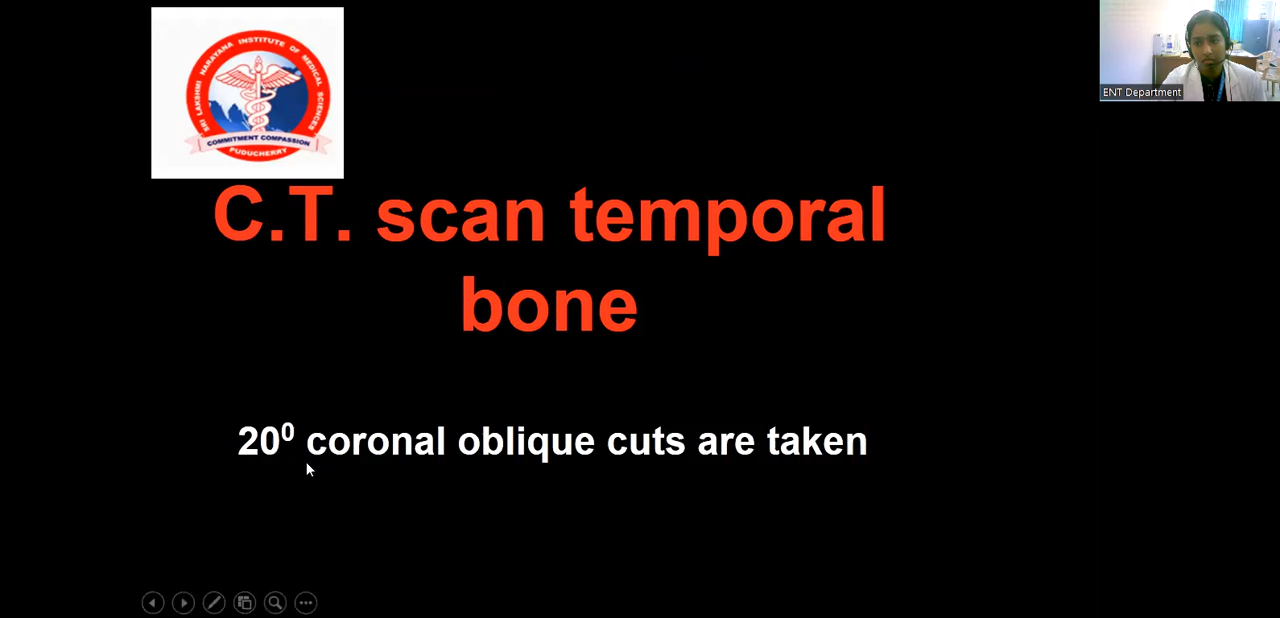 SRI LAKSHMI NARAYANA INSTITUTE OF MEDICAL SCIENCES
COMMITMENT COMPASSION
PUDUCHERRY
ENT Department
C.T. scan temporal
bone
20⁰ coronal oblique cuts are taken